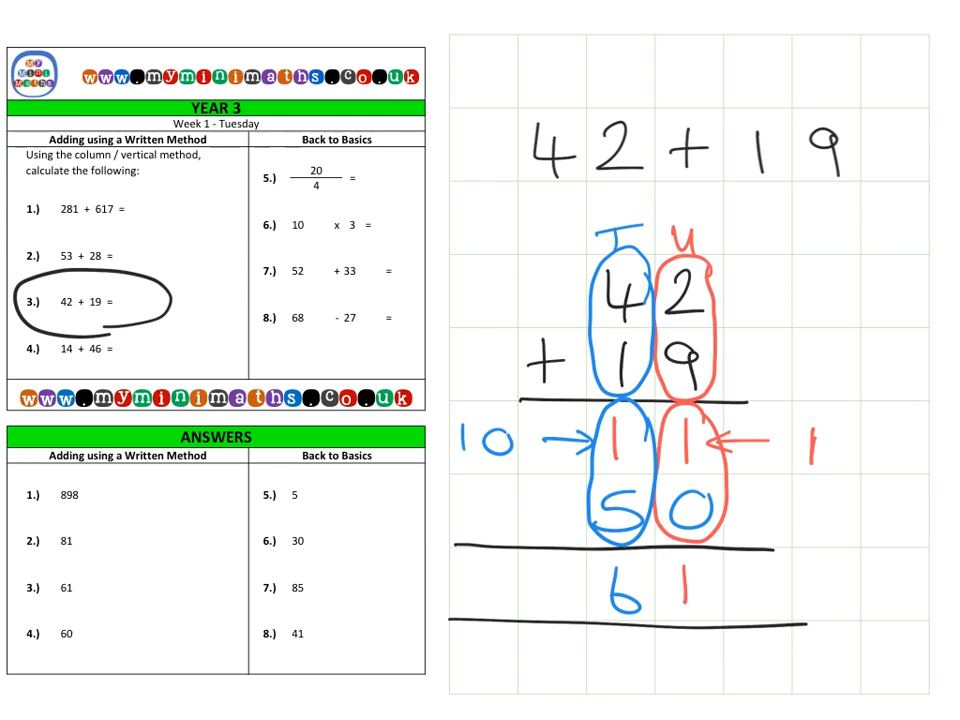 My
Mini
Maths
www.myminimaths.co.uk
YEAR 3
Week 1 - Tuesday
Adding using a Written Method
Using the column / vertical method,
calculate the following:
1.) 281 + 617 =
2.) 53 + 28 =
3.) 42 + 19 =
4.) 14 + 46 =
Back to Basics
5.) 20
4 =
6.) 10 x 3 =
7.) 52 + 33 =
8.) 68 - 27 =
www.myminimaths.co.uk
ANSWERS
Adding using a Written Method
1.) 898
2.) 81
3.) 61
4.) 60
Back to Basics
5.) 5
6.) 30
7.) 85
8.) 41
42 + 19
T U
4 2
+ 1 9
10 → 1 1 ← 1
5 0
6 1